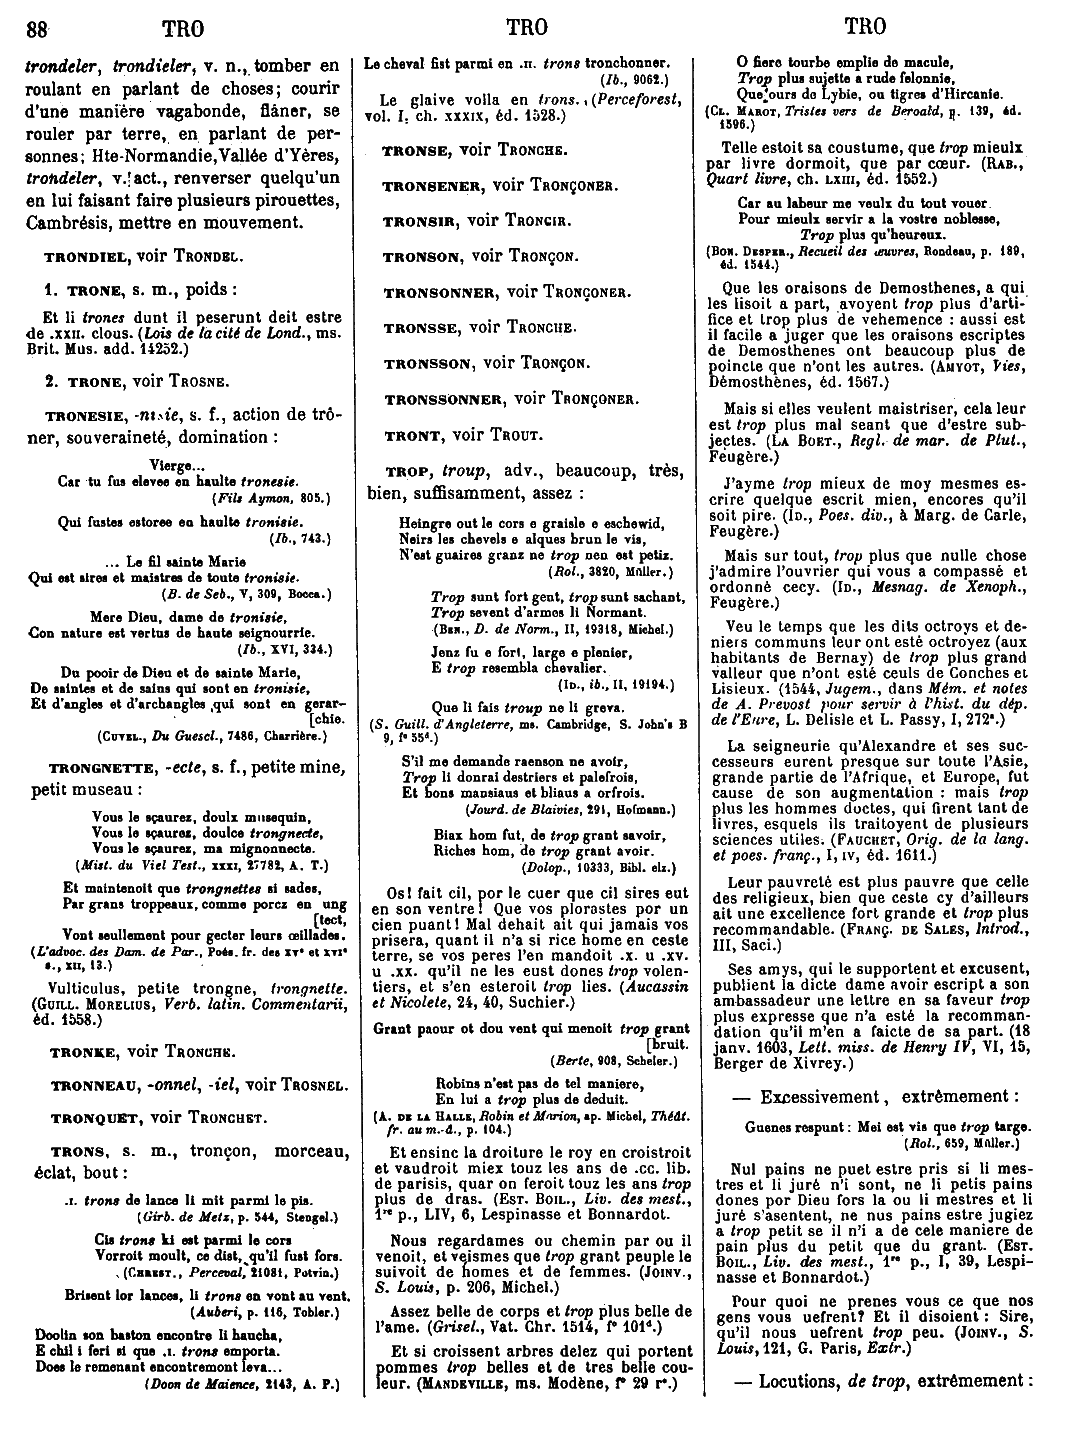 88 TRO TRO TRO
trondeler, trondieler, v. n., tomber en
roulant en parlant de choses; courir
d'une manière vagabonde, flâner, se
rouler par terre, en parlant de per-
sonnes; Hte-Normandie, Vallée d'Yères,
trondeler, v. act., renverser quelqu'un
en lui faisant faire plusieurs pirouettes,
Cambrésis, mettre en mouvement.
TRONDIEL, voir TRONDEL.
1. TRONE, s. m., poids :
Et li trones dunt il peserunt deit estre
de .XXII. clous. (Lois de la cité de Lond., ms.
Brit. Mus. add. 14252.)
2. TRONE, voir TROSNE.
TRONESIE, -nisie, s. f., action de trô-
ner, souveraineté, domination :
Vierge...
Car tu fus elevee en haulte tronesie.
(Fils Aymon, 805.)
Qui fustes estoree en haulte tronisie.
(Ib., 743.)
... Le fil sainte Marie
Qui est sires et maistres de toute tronisie.
(B. de Seb., V, 309, Bocca.)
Mere Dieu, dame de tronisie,
Con nature est vertus de haute seignourrie.
(Ib., XVI, 334.)
Du pooir de Dieu et de sainte Marie,
De saintes et de sains qui sont en tronisie,
Et d'angles et d'archangles qui sont en gerar-
[chie.
(CUVEL., Du Guescl., 7486, Charrière.)
TRONGNETTE, -ecte, s. f., petite mine,
petit museau :
Vous le sçaurez, doulx musequin,
Vous le sçaurez, doulce trongnecte,
Vous le sçaurez, ma mignonnecte.
(Mist. du Viel Test., XXXI, 27782, A. T.)
Et maintenoit que trongnettes si sades,
Par grans troppeaux, comme porcz en ung
[tect,
Vont seullement pour gecter leurs œillades.
(L'advoc. des Dam. de Par., Poés. fr. des XVe et XVIe
s., XII, 13.)
Vulticulus, petite trongne, trongnette.
(GUILL. MORELIUS, Verb. latin. Commentarii,
éd. 1558.)
TRONKE, voir TRONCHE.
TRONNEAU, -onnel, -iel, voir TROSNEL.
TRONQUET, voir TRONCHET.
TRONS, s. m., tronçon, morceau,
éclat, bout :
.I. trons de lance li mit parmi le pis.
(Girb. de Metz, p. 544, Stengel.)
Cis trons ki est parmi le cors
Vorroit moult, ce dist, qu'il fust fors.
(CHREST., Perceval, 21081, Potvin.)
Brisent lor lances, li trons en vont au vent.
(Auberi, p. 116, Tobler.)
Doolin son baston encontre li haucha,
E chil i feri si que .I. trons emporta.
Does le remenant encontremont leva...
(Doon de Maience, 2143, A. P.)
Le cheval fist parmi en .II. trons tronchonner.
(Ib., 9062.)
Le glaive volla en trons. (Perceforest,
vol. I, ch. XXXIX, éd. 1528.)
TRONSE, voir TRONCHE.
TRONSENER, voir TRONÇONER.
TRONSIR, voir TRONCIR.
TRONSON, voir TRONÇON.
TRONSONNER, voir TRONÇONER.
TRONSSE, voir TRONCHE.
TRONSSON, voir TRONÇON.
TRONSSONNER, voir TRONÇONER.
TRONT, voir TROUT.
TROP, troup, adv., beaucoup, très,
bien, suffisamment, assez :
Heingre out le cors e graisle e eschewid,
Neirs les chevels e alques brun le vis,
N'est guaires granz ne trop nen est petiz.
(Rol., 3820, Müller.)
Trop sunt fort gent, trop sunt sachant,
Trop sevent d'armes li Normant.
(BEN., D. de Norm., II, 19318, Michel.)
Jenz fu e fort, large e plenier,
E trop resembla chevalier.
(ID., ib., II, 19194.)
Que li fais troup ne li greva.
(S. Guill. d'Angleterre, ms. Cambridge, S. John's B
9, fº 55d.)
S'il me demande raenson ne avoir,
Trop li donrai destriers et palefrois,
Et bons mansiaus et bliaus a orfrois.
(Jourd. de Blaivies, 291, Hofmann.)
Biax hom fut, de trop grant savoir,
Riches hom, de trop grant avoir.
(Dolop., 10333, Bibl. elz.)
Os! fait cil, por le cuer que cil sires eut
en son ventre! Que vos plorastes por un
cien puant! Mal dehait ait qui jamais vos
prisera, quant il n'a si rice home en ceste
terre, se vos peres l'en mandoit .x. u .xv.
u .xx. qu'il ne les eust dones trop volen-
tiers, et s'en esteroit trop lies. (Aucassin
et Nicolete, 24, 40, Suchier.)
Grant paour ot dou vent qui menoit trop grant
[bruit.
(Berte, 908, Scheler.)
Robins n'est pas de tel maniere,
En lui a trop plus de deduit.
(A. DE LA HALLE, Robin et Marion, ap. Michel, Théât.
fr. au m.-â., p. 104.)
Et ensinc la droiture le roy en croistroit
et vaudroit miex touz les ans de .cc. lib.
de parisis, quar on feroit touz les ans trop
plus de dras. (EST. BOIL., Liv. des mest.,
1re p., LIV, 6, Lespinasse et Bonnardot.
Nous regardames ou chemin par ou il
venoit, et veismes que trop grant peuple le
suivoit de homes et de femmes. (JOINV.,
S. Louis, p. 206, Michel.)
Assez belle de corps et trop plus belle de
l'ame. (Grisel., Vat. Chr. 1514, fº 101d.)
Et si croissent arbres delez qui portent
pommes trop belles et de tres belle cou-
leur. (MANDEVILLE, ms. Modène, fº 29 rº.)
O fiere tourbe emplie de macule,
Trop plus sujette a rude felonnie,
Que jours de Lybie, ou tigres d'Hircanie.
(CL. MAROT, Tristes vers de Beroald, p. 139, éd.
1596.)
Telle estoit sa coustume, que trop mieulx
par livre dormoit, que par cœur. (RAB.,
Quart livre, ch. LXIII, éd. 1552.)
Car au labeur me veulx du tout vouer
Pour mieulx servir a la vostre noblesse,
Trop plus qu'heureux.
(BON. DESPER., Recueil des œuvres, Rondeau, p. 189,
éd. 1544.)
Que les oraisons de Demosthenes, a qui
les lisoit a part, avoyent trop plus d'arti-
fice et trop plus de vehemence : aussi est
il facile a juger que les oraisons escriptes
de Demosthenes ont beaucoup plus de
poincte que n'ont les autres. (AMYOT, Vies,
Démosthènes, éd. 1567.)
Mais si elles veulent maistriser, cela leur
est trop plus mal seant que d'estre sub-
jectes. (LA BOET., Regl. de mar. de Plut.,
Feugère.)
J'ayme trop mieux de moy mesmes es-
crire quelque escrit mien, encores qu'il
soit pire. (ID., Poes. div., à Marg. de Carle,
Feugère.)
Mais sur tout, trop plus que nulle chose
j'admire l'ouvrier qui vous a compassé et
ordonné cecy. (ID., Mesnag. de Xenoph.,
Feugère.)
Veu le temps que les dits octroys et de-
niers communs leur ont esté octroyez (aux
habitants de Bernay) de trop plus grand
valleur que n'ont esté ceuls de Conches et
Lisieux. (1544, Jugem., dans Mém. et notes
de A. Prevost pour servir à l'hist. du dép.
de l'Eure, L. Delisle et L. Passy, I, 272a.)
La seigneurie qu'Alexandre et ses suc-
cesseurs eurent presque sur toute l'Asie,
grande partie de l'Afrique, et Europe, fut
cause de son augmentation : mais trop
plus les hommes doctes, qui firent tant de
livres, esquels ils traitoyent de plusieurs
sciences utiles. (FAUCHET, Orig. de la lang.
et poes. franç., I, IV, éd. 1611.)
Leur pauvreté est plus pauvre que celle
des religieux, bien que ceste cy d'ailleurs
ait une excellence fort grande et trop plus
recommandable. (FRANÇ. DE SALES, Introd.,
III, Saci.)
Ses amys, qui le supportent et excusent,
publient la dicte dame avoir escript a son
ambassadeur une lettre en sa faveur trop
plus expresse que n'a esté la recomman-
dation qu'il m'en a faicte de sa part. (18
janv. 1603, Lett. miss. de Henry IV, VI, 15,
Berger de Xivrey.)
— Excessivement, extrêmement :
Guenes respunt : Mei est vis que trop targe.
(Rol., 659, Müller.)
Nul pains ne puet estre pris si li mes-
tres et li juré n'i sont, ne li petis pains
dones por Dieu fors la ou li mestres et li
juré s'asentent, ne nus pains estre jugiez
a trop petit se il n'i a de cele maniere de
pain plus du petit que du grant. (EST.
BOIL., Liv. des mest., 1re p., I, 39, Lespi-
nasse et Bonnardot.)
Pour quoi ne prenes vous ce que nos
gens vous uefrent? Et il disoient : Sire,
qu'il nous uefrent trop peu. (JOINV., S.
Louis, 121, G. Paris, Extr.)
— Locutions, de trop, extrêmement :